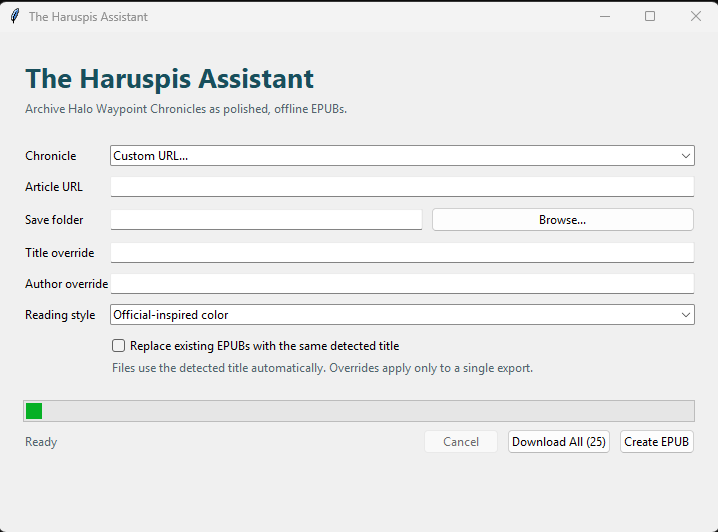 The Haruspis Assistant
The Haruspis Assistant
Archive Halo Waypoint Chronicles as polished, offline EPUBs.
Chronicle Custom URL...
Article URL
Save folder Browse...
Title override
Author override
Reading style Official-inspired color
Replace existing EPUBs with the same detected title
Files use the detected title automatically. Overrides apply only to a single export.
Ready Cancel Download All (25) Create EPUB